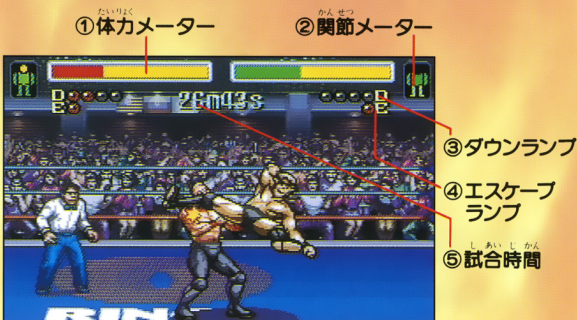 たいりょく
①体力メーター
かんせつ
②関節メーター
D
E
26m43s
D
E
③ダウンランプ
④エスケープ
ランプ
しあいじかん
⑤試合時間